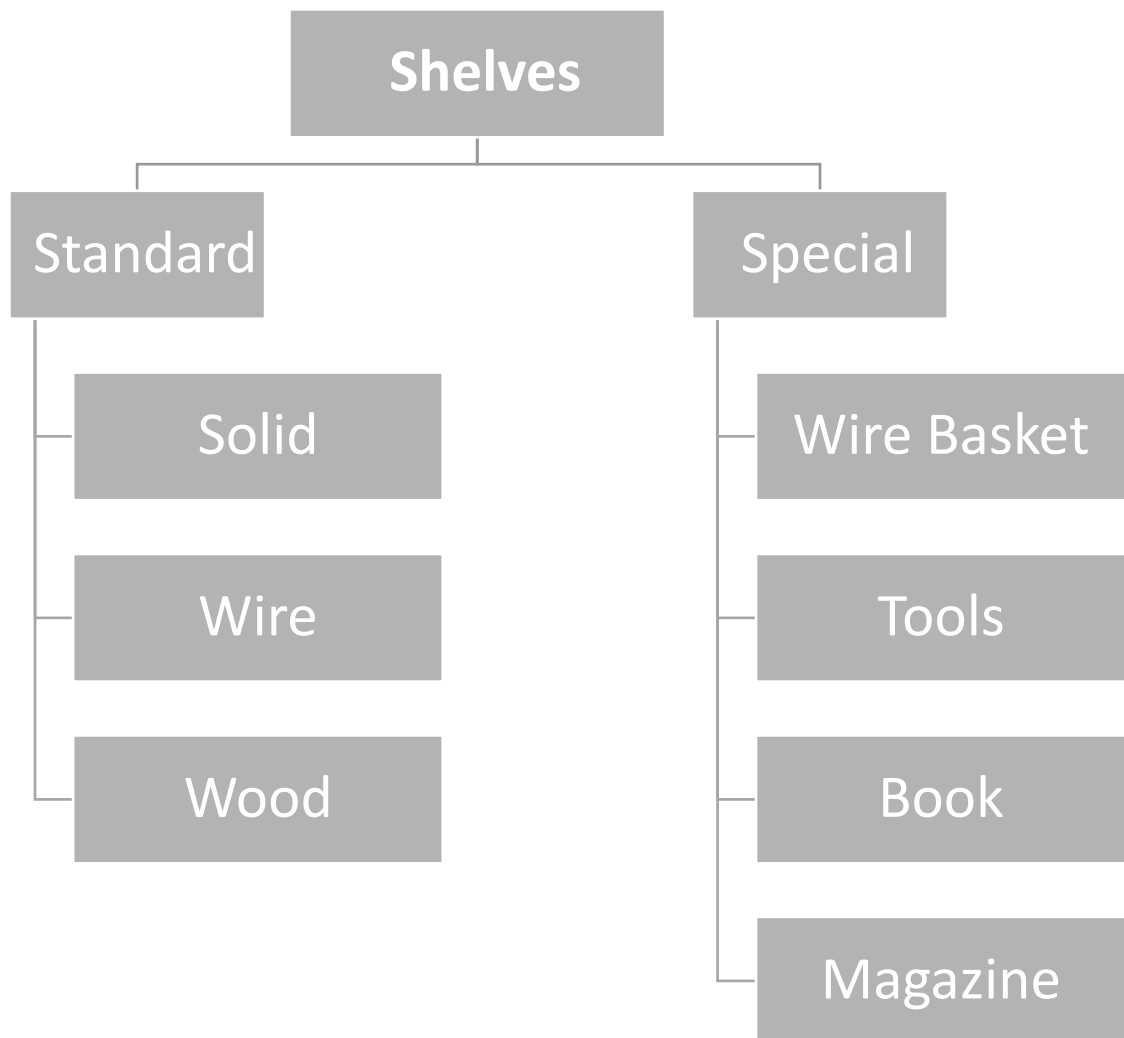 Shelves
Standard
Solid
Wire
Wood
Special
Wire Basket
Tools
Book
Magazine